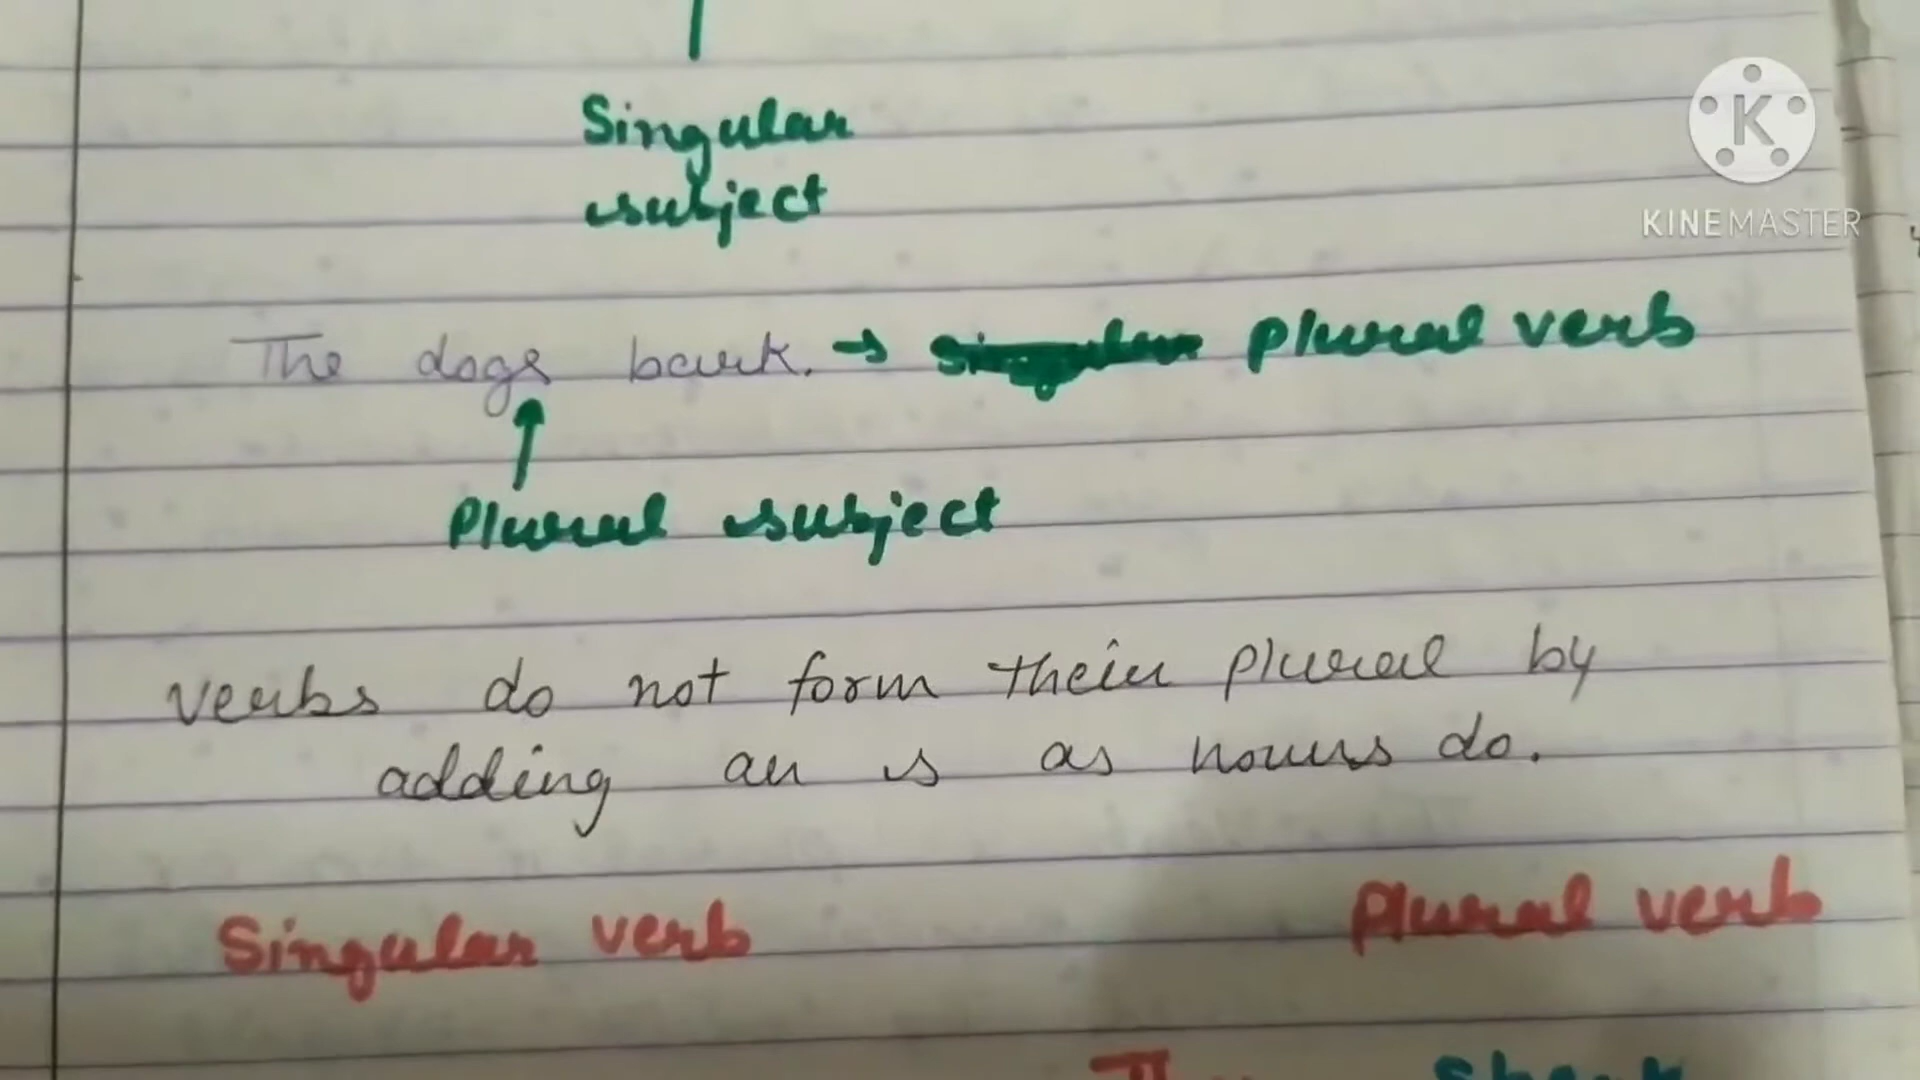 Singular
subject
K
KINEMASTER
The dogs bark. → plural verb
Plural subject
verbs do not form their plural by
adding an s as nouns do.
Singular verb Plural verb